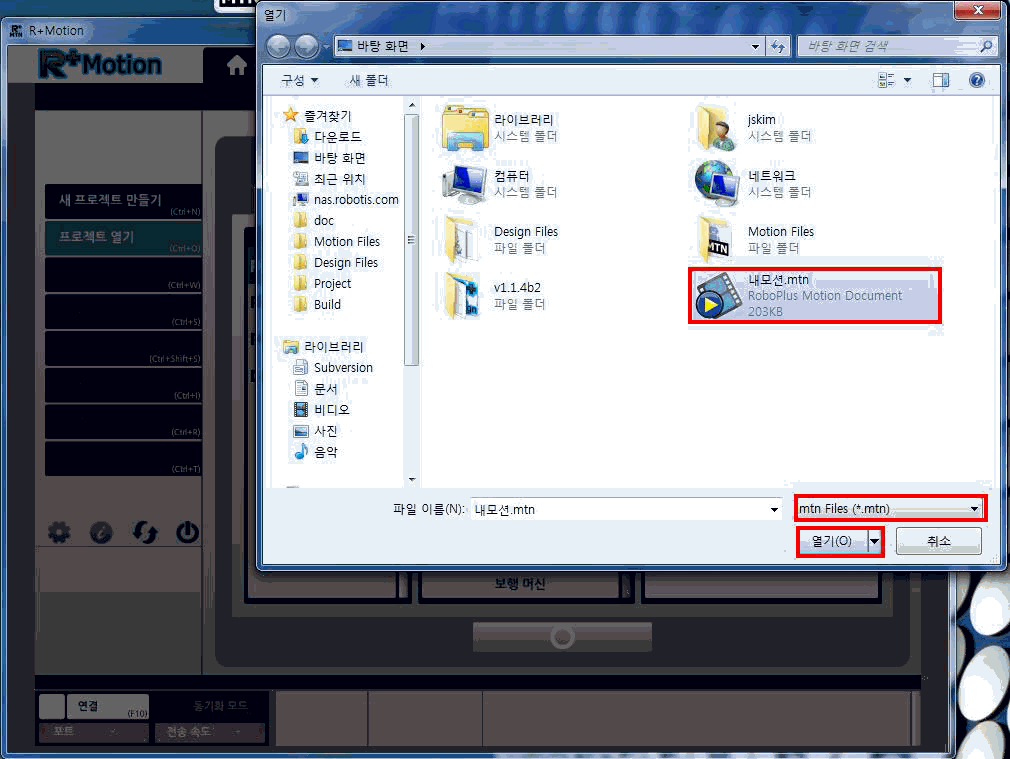 R+Motion
R+Motion
새 프로젝트 만들기
(Ctrl+N)
프로젝트 열기
(Ctrl+O)
(Ctrl+W)
(Ctrl+S)
(Ctrl+Shift+S)
(Ctrl+I)
(Ctrl+R)
(Ctrl+T)
열기
바탕 화면
바탕 화면 검색
구성
새 폴더
즐겨찾기
다운로드
바탕 화면
최근 위치
nas.robotis.com
doc
Motion Files
Design Files
Project
Build
라이브러리
Subversion
문서
비디오
사진
음악
라이브러리
시스템 폴더
jskim
시스템 폴더
컴퓨터
시스템 폴더
네트워크
시스템 폴더
Design Files
파일 폴더
MTN
Motion Files
파일 폴더
v1.1.4b2
파일 폴더
내모션.mtn
RoboPlus Motion Document
203KB
파일 이름(N):
내모션.mtn
mtn Files (*.mtn)
열기(O)
취소
보행 머신
연결
(F10)
동기화 모드
포트
전송 속도